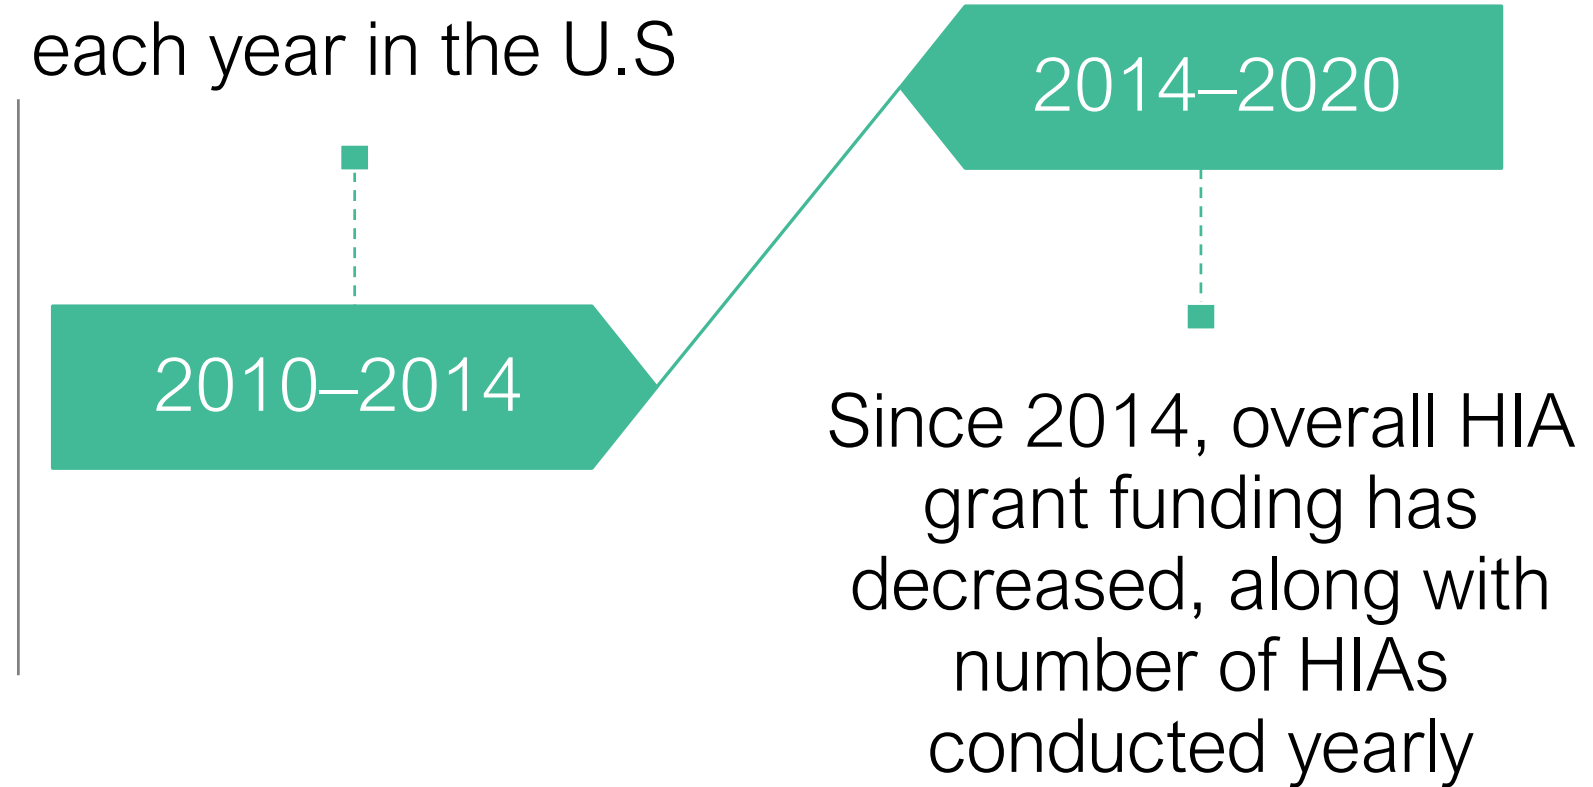 each year in the U.S
2010–2014
2014–2020
Since 2014, overall HIA
grant funding has
decreased, along with
number of HIAs
conducted yearly